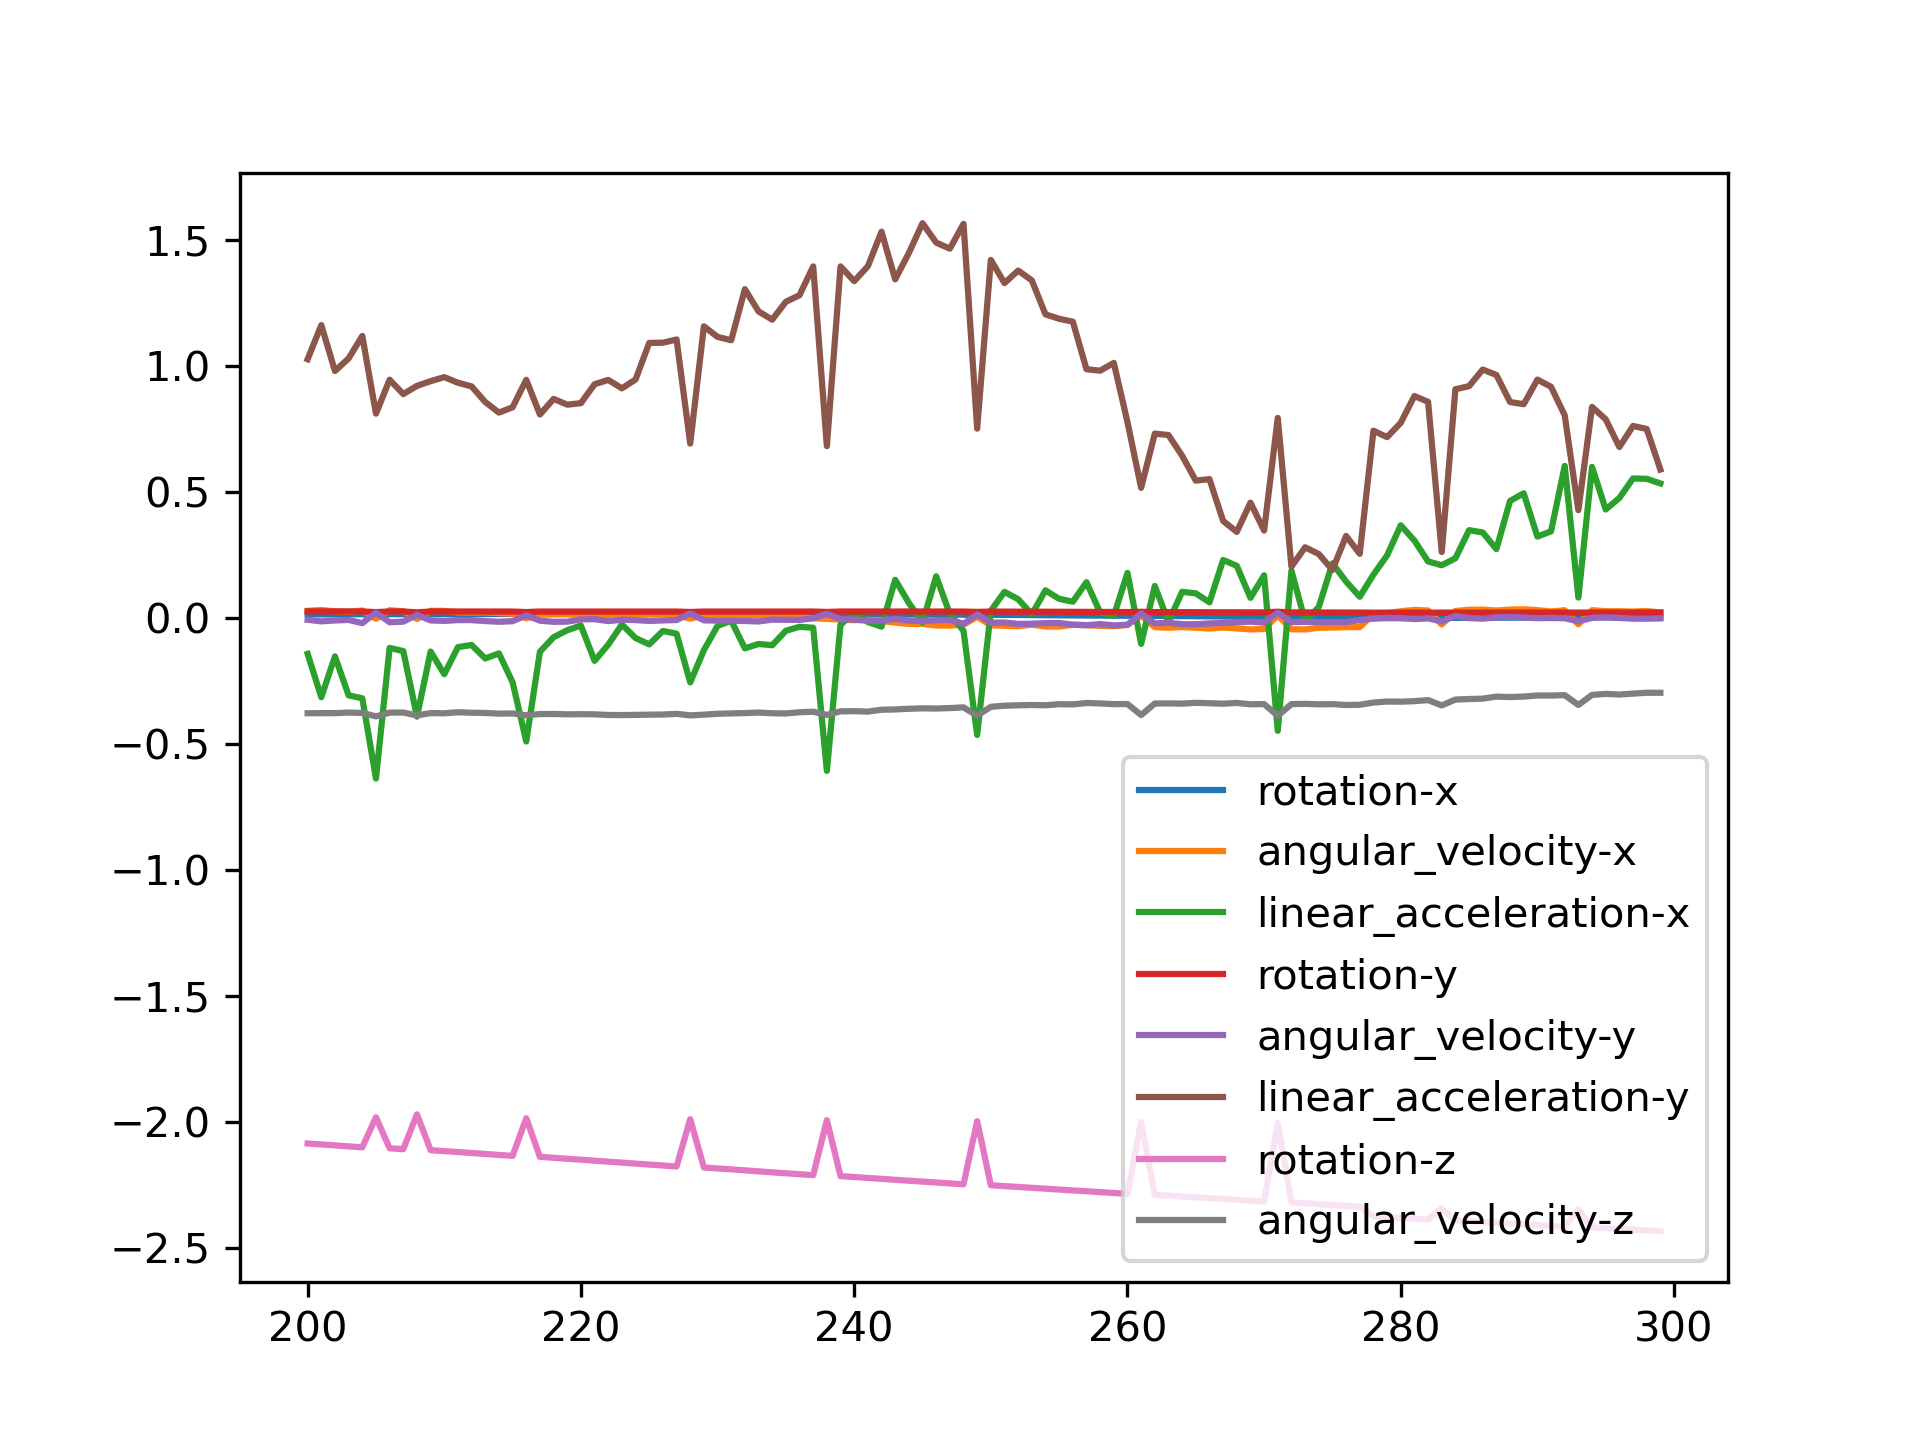 1.5
1.0
0.5
0.0
−0.5
−1.0
−1.5
−2.0
−2.5
200 220 240 260 280 300
rotation-x
angular_velocity-x
linear_acceleration-x
rotation-y
angular_velocity-y
linear_acceleration-y
rotation-z
angular_velocity-z